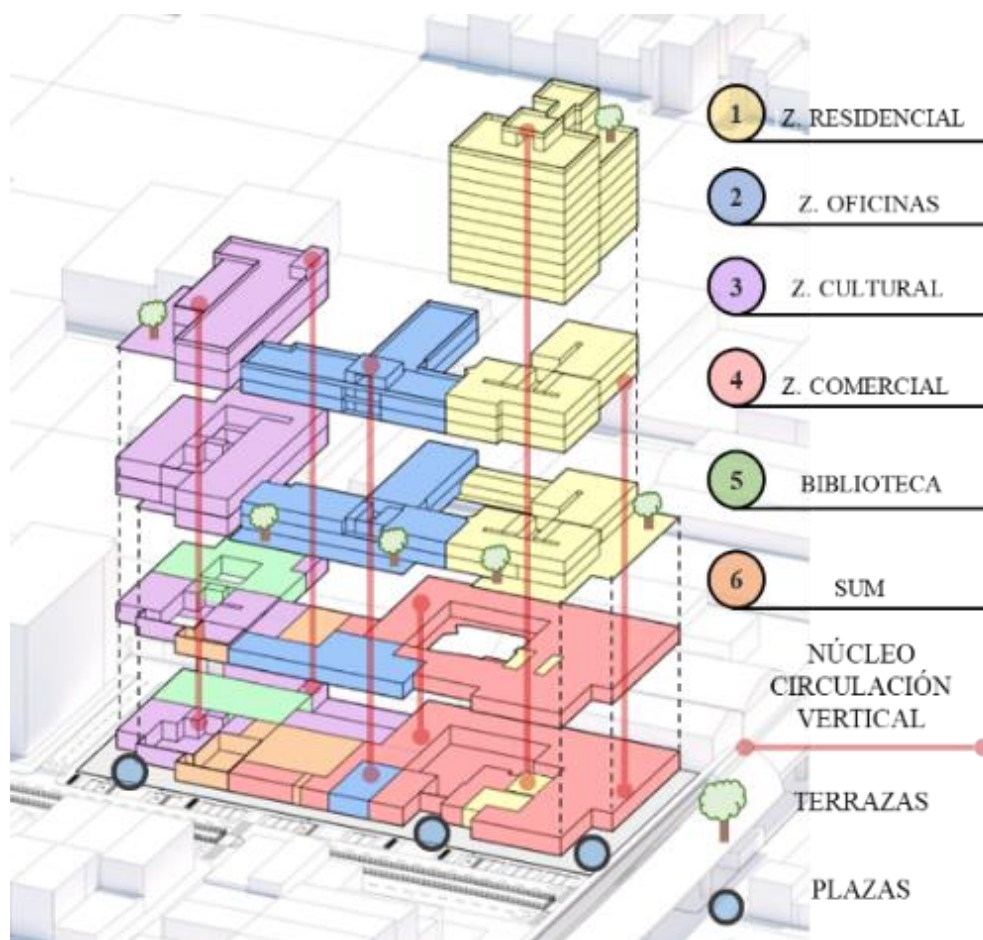 1 Z. RESIDENCIAL
2 Z. OFICINAS
3 Z. CULTURAL
4 Z. COMERCIAL
5 BIBLIOTECA
6 SUM
NÚCLEO
CIRCULACIÓN
VERTICAL
TERRAZAS
PLAZAS